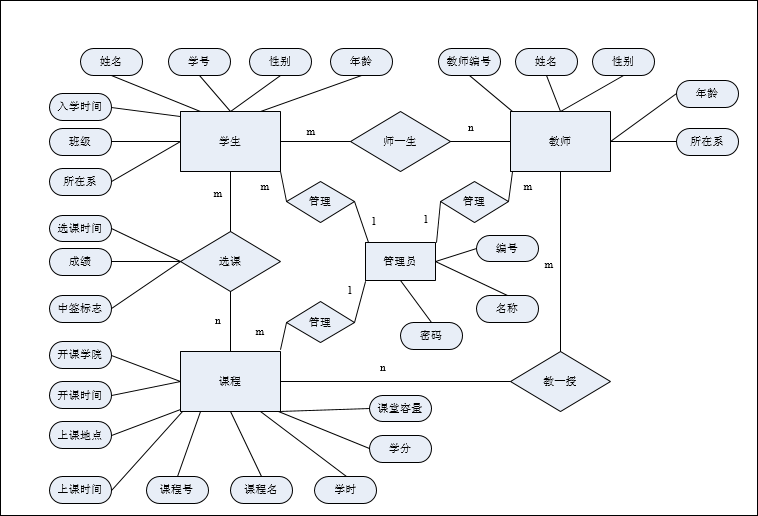 姓名
学号
性别
年龄
教师编号
姓名
性别
年龄
入学时间
班级
所在系
学生
m
师一生
n
教师
所在系
m
m
管理
1
1
管理
m
选课时间
成绩
中签标志
选课
管理员
编号
名称
密码
m
n
m
管理
1
开课学院
开课时间
上课地点
上课时间
课程
n
教一授
课堂容量
学分
课程号
课程名
学时